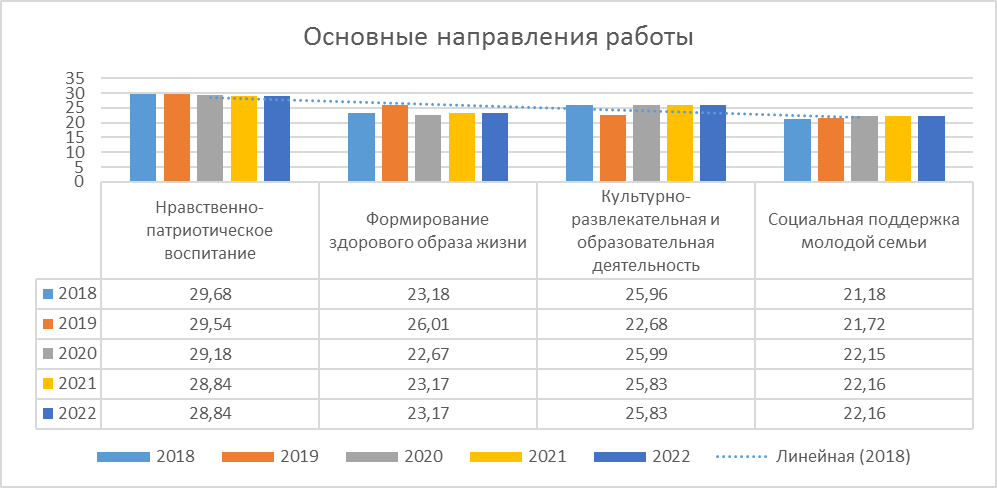 Основные направления работы
35
30
25
20
15
10
5
0
Нравственно-
патриотическое
воспитание
Формирование
здорового образа жизни
Культурно-
развлекательная и
образовательная
деятельность
Социальная поддержка
молодой семьи
2018 29,68 23,18 25,96 21,18
2019 29,54 26,01 22,68 21,72
2020 29,18 22,67 25,99 22,15
2021 28,84 23,17 25,83 22,16
2022 28,84 23,17 25,83 22,16
2018 2019 2020 2021 2022 Линейная (2018)